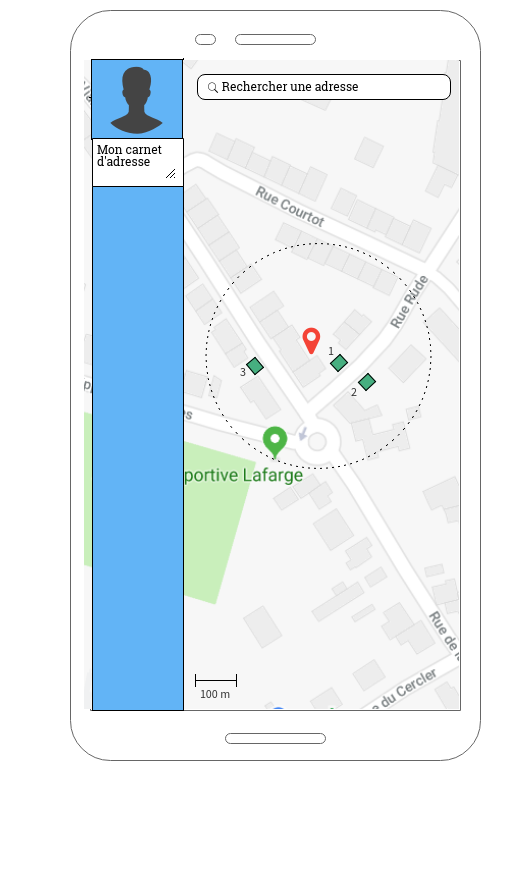 Rechercher une adresse
Mon carnet
d'adresse
Rue Courtot
Rue Rude
1
3
2
es
portive Lafarge
Rue de l
100 m
e du Cercler